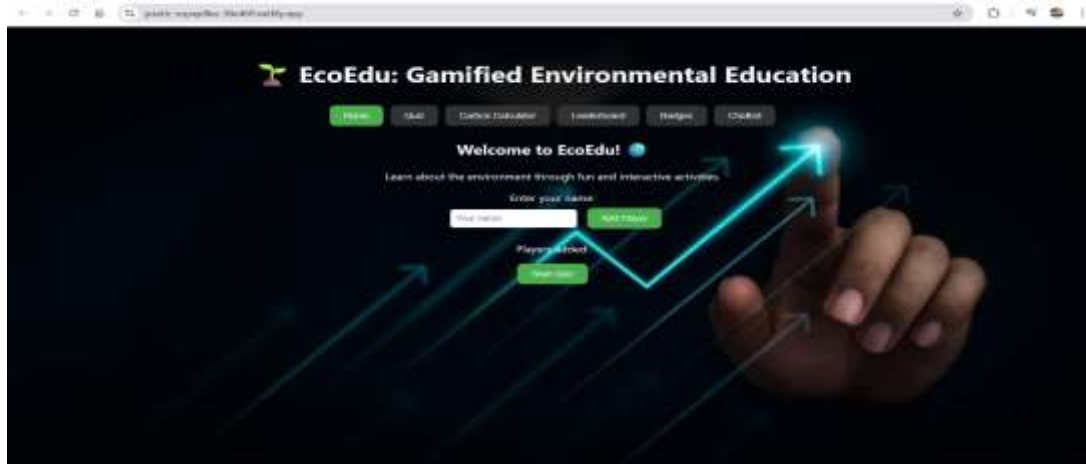 EcoEdu: Gamified Environmental Education
Home Quiz Carbon Calculator Leaderboard Badges Chatbot
Welcome to EcoEdu!
Learn about the environment through fun and interactive activities.
Enter your name:
Your name Add Player
Players Added
Start Quiz